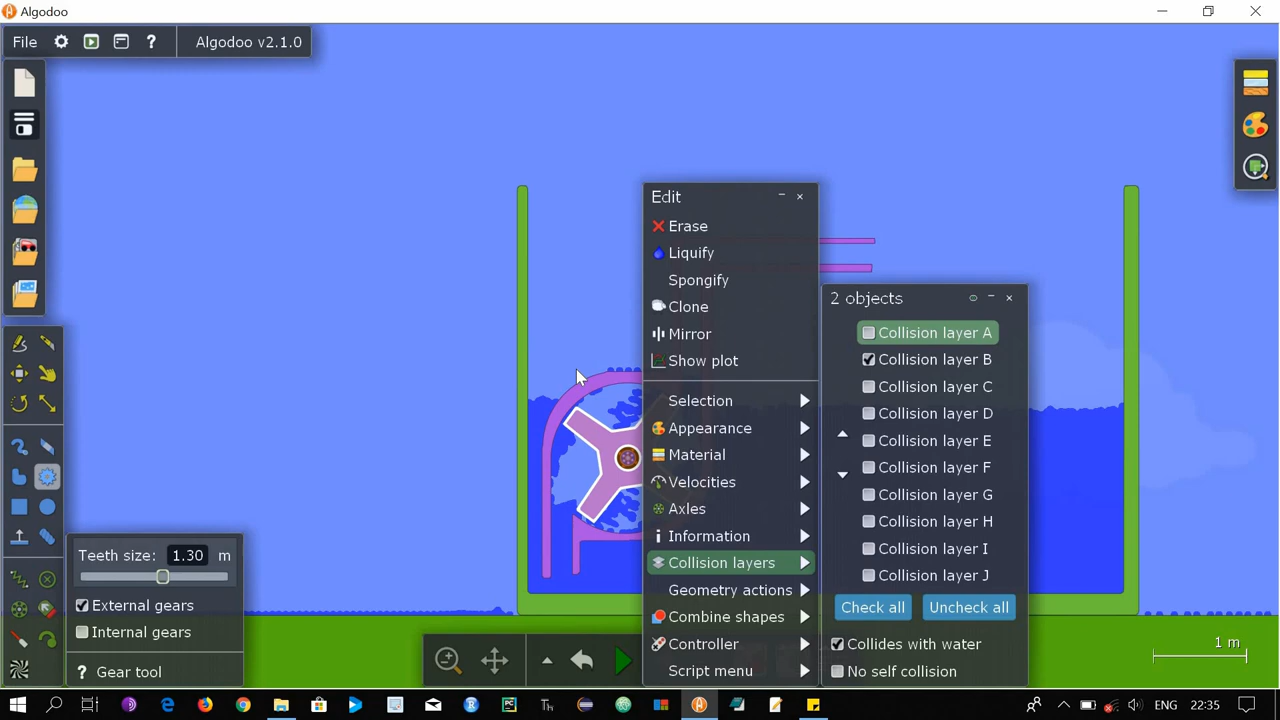 Algodoo
File
?
Algodoo v2.1.0
Edit
Erase
Liquify
Spongify
Clone
Mirror
Show plot
Selection
Appearance
Material
Velocities
Axles
Information
Collision layers
Geometry actions
Combine shapes
Controller
Script menu
2 objects
Collision layer A
Collision layer B
Collision layer C
Collision layer D
Collision layer E
Collision layer F
Collision layer G
Collision layer H
Collision layer I
Collision layer J
Check all
Uncheck all
Collides with water
No self collision
Teeth size: 1.30 m
External gears
Internal gears
? Gear tool
1 m
PC
Th
R
ENG
22:35